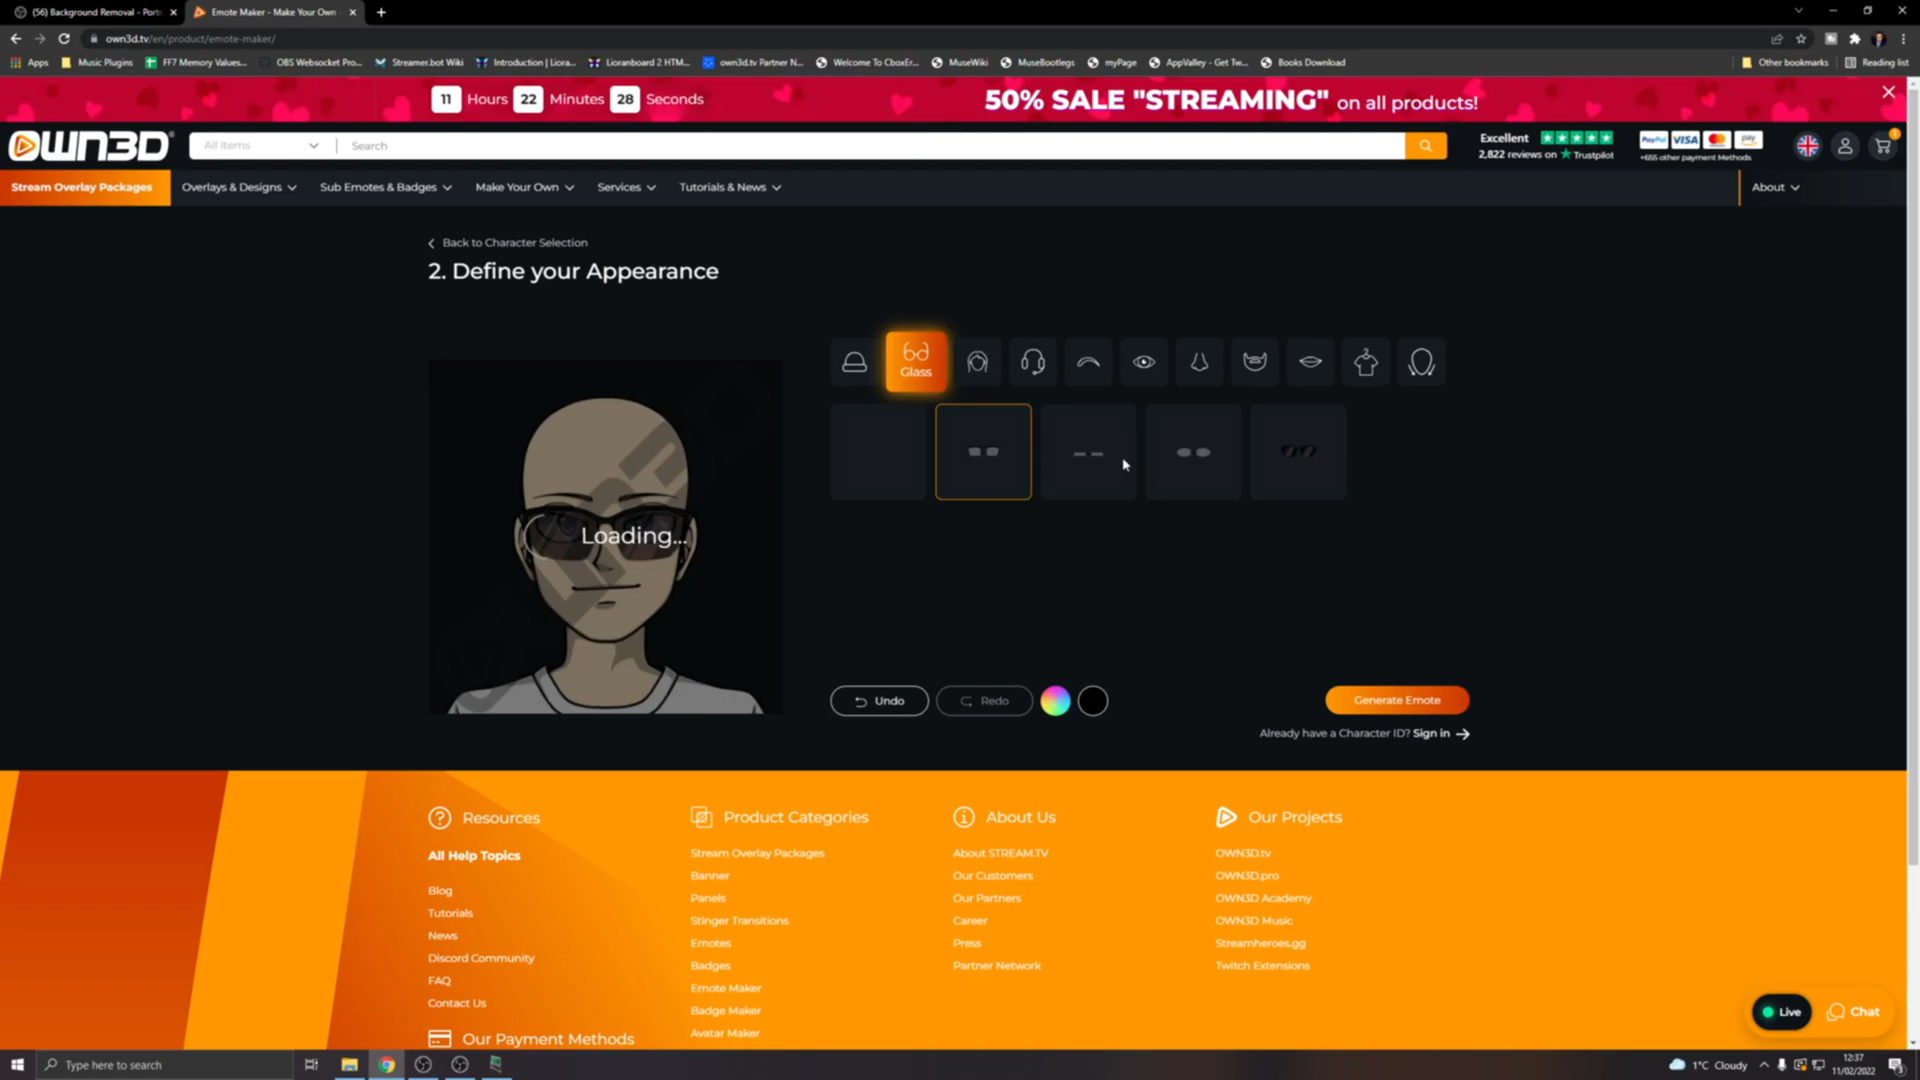 (56) Background Removal - Port
Emote Maker - Make Your Own
own3d.tv/en/product/emote-maker/
Apps
Music Plugins
FF7 Memory Values...
OBS Websocket Pro...
Streamer.bot Wiki
Introduction | Liora...
Lioranboard 2 HTM...
own3d.tv Partner N...
Welcome To CboxEr...
MuseWiki
MuseBootlegs
myPage
AppValley - Get Tw...
Books Download
Other bookmarks
Reading list
11 Hours 22 Minutes 28 Seconds
50% SALE "STREAMING" on all products!
OWN3D
All Items
Search
Excellent
2,822 reviews on Trustpilot
PayPal VISA Pay
+655 other payment Methods
1
Stream Overlay Packages
Overlays & Designs
Sub Emotes & Badges
Make Your Own
Services
Tutorials & News
About
Back to Character Selection
2. Define your Appearance
Glass
Loading...
Undo
Redo
Generate Emote
Already have a Character ID? Sign in
Resources
All Help Topics
Blog
Tutorials
News
Discord Community
FAQ
Contact Us
Our Payment Methods
Product Categories
Stream Overlay Packages
Banner
Panels
Stinger Transitions
Emotes
Badges
Emote Maker
Badge Maker
Avatar Maker
About Us
About STREAM.TV
Our Customers
Our Partners
Career
Press
Partner Network
Our Projects
OWN3D.tv
OWN3D.pro
OWN3D Academy
OWN3D Music
Streamheroes.gg
Twitch Extensions
Live
Chat
Type here to search
1°C Cloudy
12:37
11/02/2022